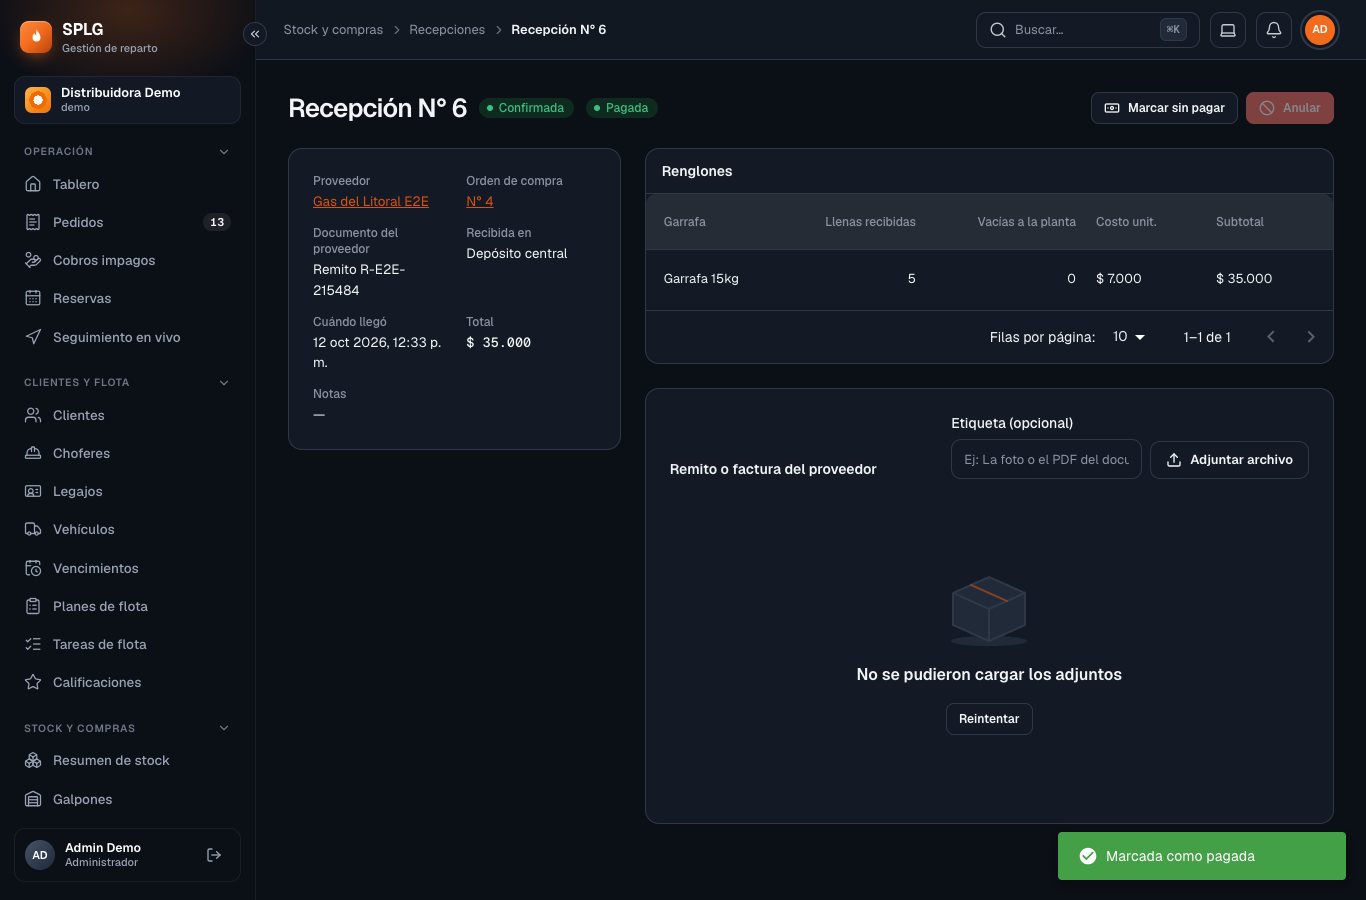 SPLG
Gestión de reparto
Distribuidora Demo
demo
OPERACIÓN
Tablero
Pedidos
13
Cobros impagos
Reservas
Seguimiento en vivo
CLIENTES Y FLOTA
Clientes
Choferes
Legajos
Vehículos
Vencimientos
Planes de flota
Tareas de flota
Calificaciones
STOCK Y COMPRAS
Resumen de stock
Galpones
AD
Admin Demo
Administrador
Stock y compras
Recepciones
Recepción N° 6
Buscar…
⌘K
AD
Recepción N° 6
Confirmada
Pagada
Marcar sin pagar
Anular
Proveedor
Gas del Litoral E2E
Orden de compra
N° 4
Documento del
proveedor
Remito R-E2E-
215484
Recibida en
Depósito central
Cuándo llegó
12 oct 2026, 12:33 p.
m.
Total
$ 35.000
Notas
—
Renglones
Garrafa Llenas recibidas Vacías a la planta Costo unit. Subtotal
Garrafa 15kg 5 0 $ 7.000 $ 35.000
Filas por página: 10 1–1 de 1
Etiqueta (opcional)
Remito o factura del proveedor
Ej: La foto o el PDF del docu
Adjuntar archivo
No se pudieron cargar los adjuntos
Reintentar
Marcada como pagada